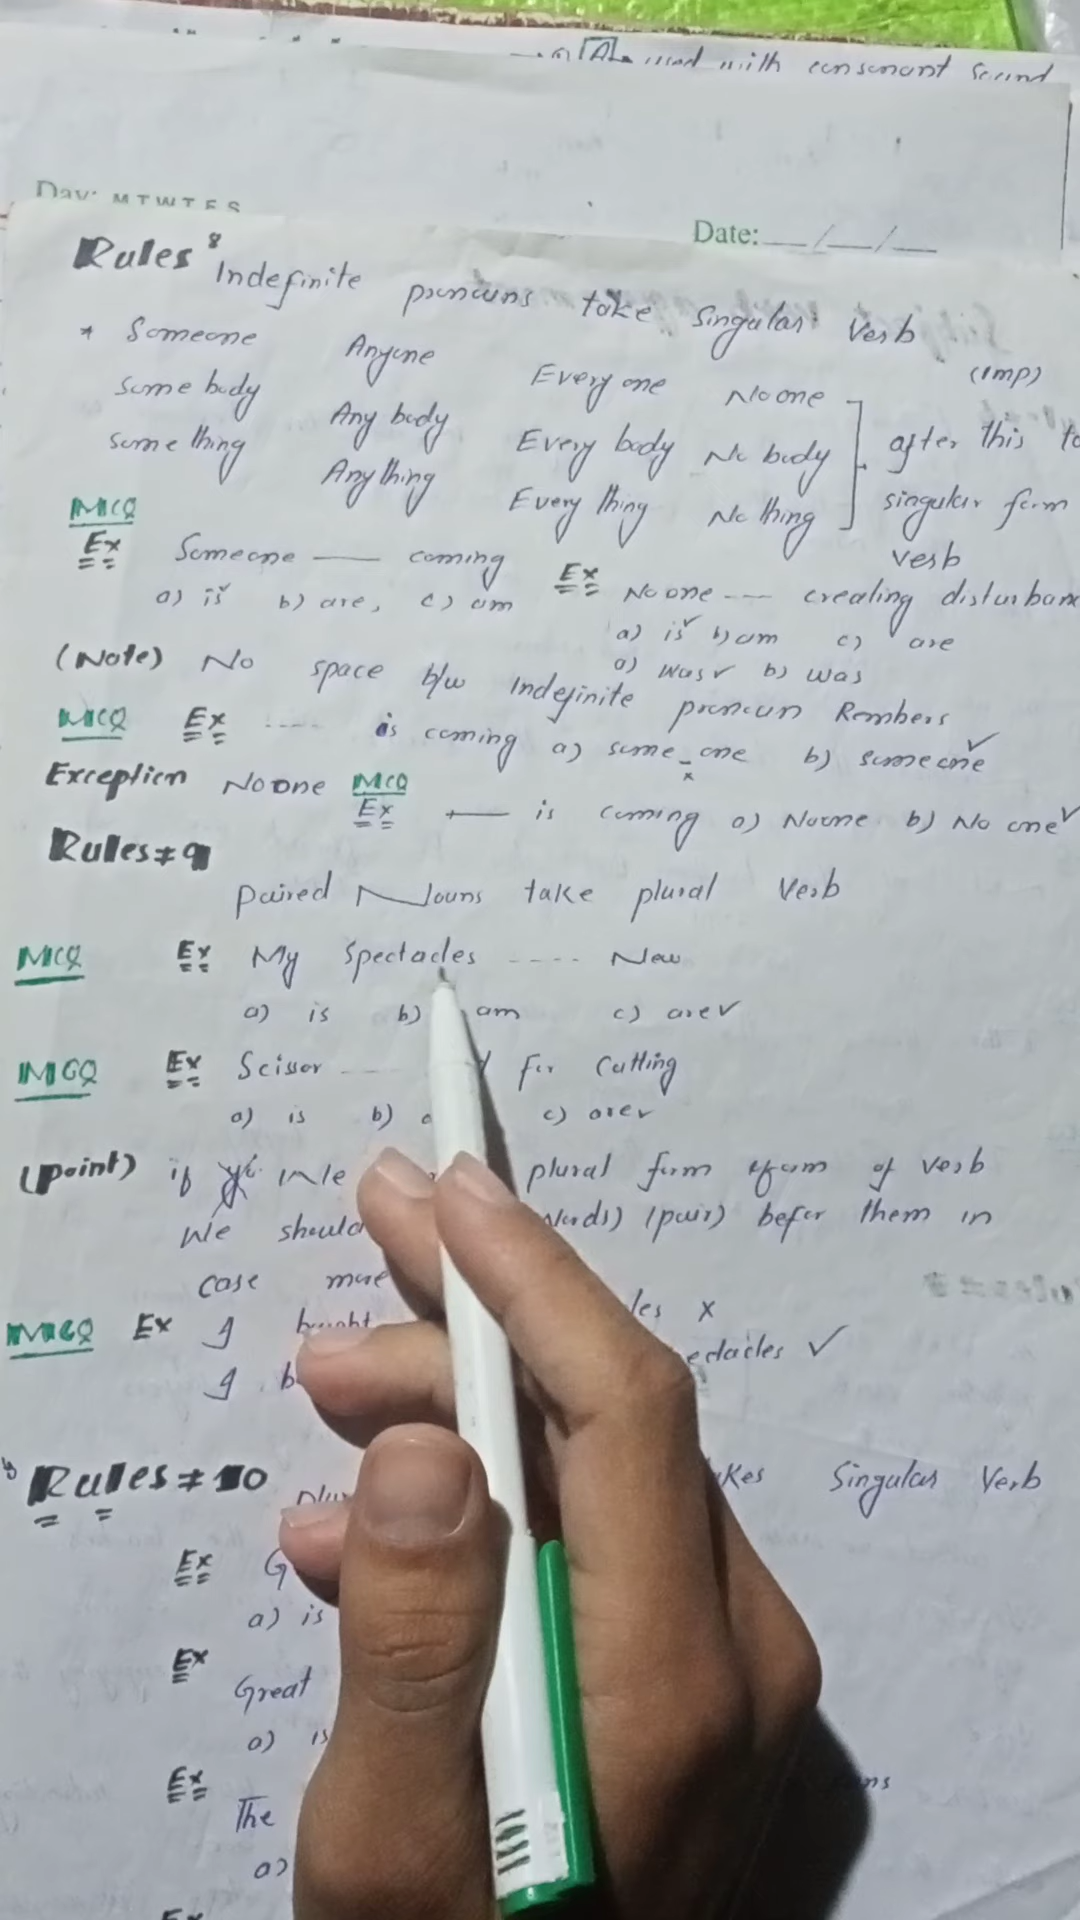 used with consonant sound
Day: M T W T F S
Date: __/__/__
Rules 8 Indefinite pronouns take singular verb
* Someone Anyone Every one No one (Imp)
some body Any body Every body No body after this
some thing Any thing Every thing No thing singular form verb
MCQ
Ex Someone —— coming
a) is ✓ b) are, c) am
Ex No one --- creating
a) is ✓ b) am c) are
a) was ✓ b) was
(Note) No space b/w Indefinite pronoun Rembers
MCQ Ex ---- is coming a) some - one x b) someone ✓
Exception No one MCQ Ex —— is coming a) Noone b) No one ✓
Rules # 9
paired Nouns take plural verb
MCQ Ex My Spectacles ---- New
a) is b) am c) are ✓
MCQ Ex Scissor --- for Cutting
a) is b) c) are ✓
(point) if plural form of verb
We should (pair) befor them in
case
MCQ Ex I x
I ✓
Rules # 10 Singular Verb
Ex G
a) is
Ex Great
a) is
Ex The
a)
Ex